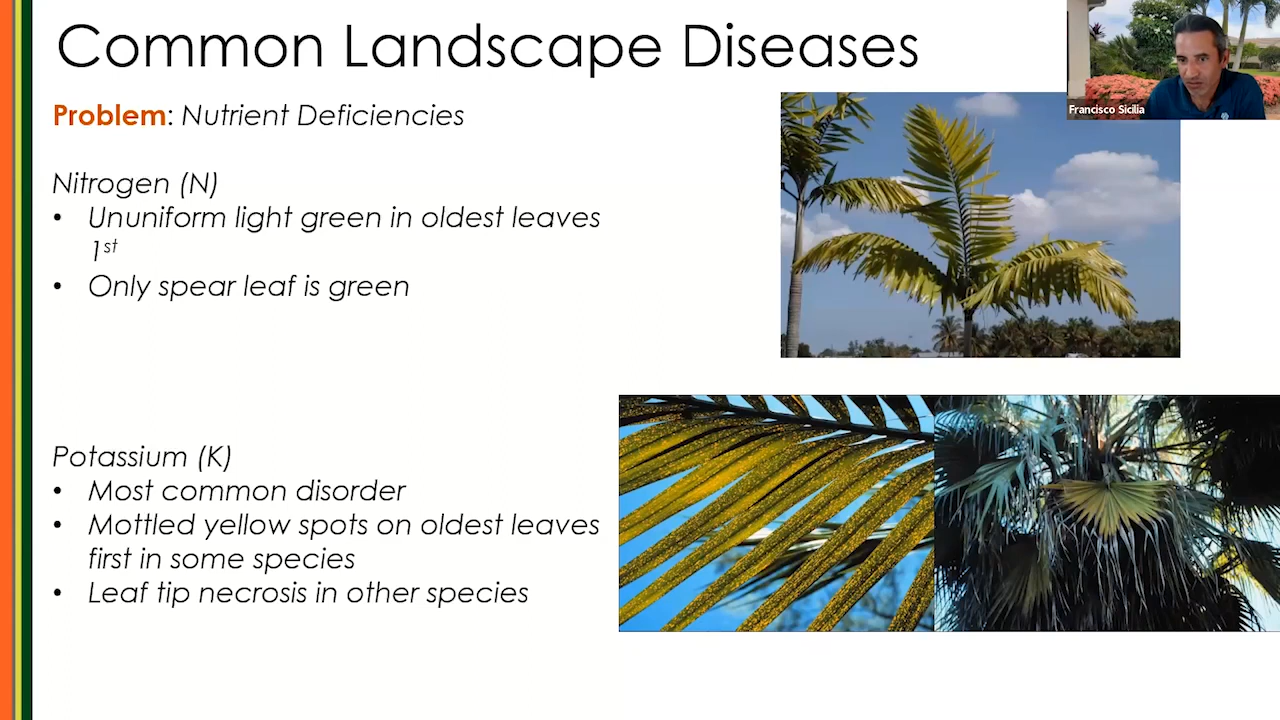 Common Landscape Diseases
Francisco Sicilia
Problem: Nutrient Deficiencies
Nitrogen (N)
• Ununiform light green in oldest leaves
1st
• Only spear leaf is green
Potassium (K)
• Most common disorder
• Mottled yellow spots on oldest leaves
first in some species
• Leaf tip necrosis in other species